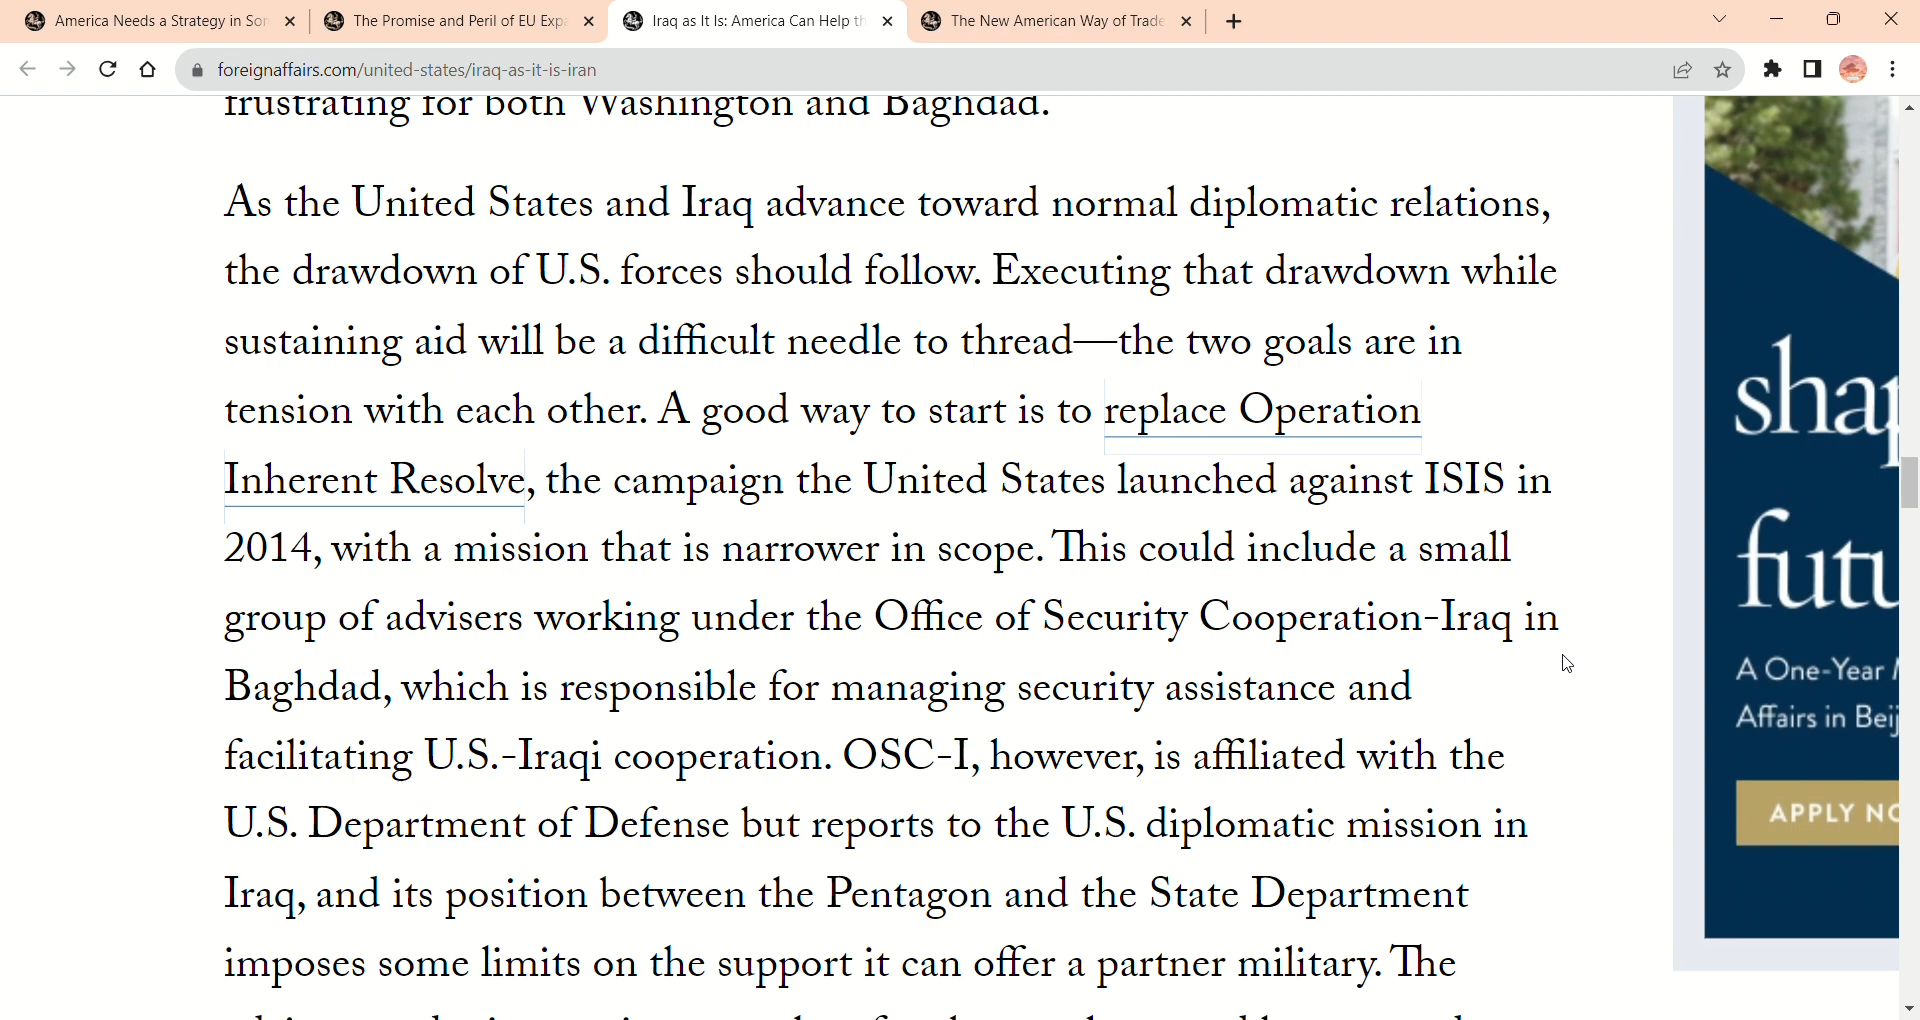 America Needs a Strategy in So
The Promise and Peril of EU Exp
Iraq as It Is: America Can Help th
The New American Way of Trade
foreignaffairs.com/united-states/iraq-as-it-is-iran
frustrating for both Washington and Baghdad.
As the United States and Iraq advance toward normal diplomatic relations,
the drawdown of U.S. forces should follow. Executing that drawdown while
sustaining aid will be a difficult needle to thread—the two goals are in
tension with each other. A good way to start is to replace Operation
Inherent Resolve, the campaign the United States launched against ISIS in
2014, with a mission that is narrower in scope. This could include a small
group of advisers working under the Office of Security Cooperation-Iraq in
Baghdad, which is responsible for managing security assistance and
facilitating U.S.-Iraqi cooperation. OSC-I, however, is affiliated with the
U.S. Department of Defense but reports to the U.S. diplomatic mission in
Iraq, and its position between the Pentagon and the State Department
imposes some limits on the support it can offer a partner military. The
shap
futu
A One-Year
Affairs in Beij
APPLY NO